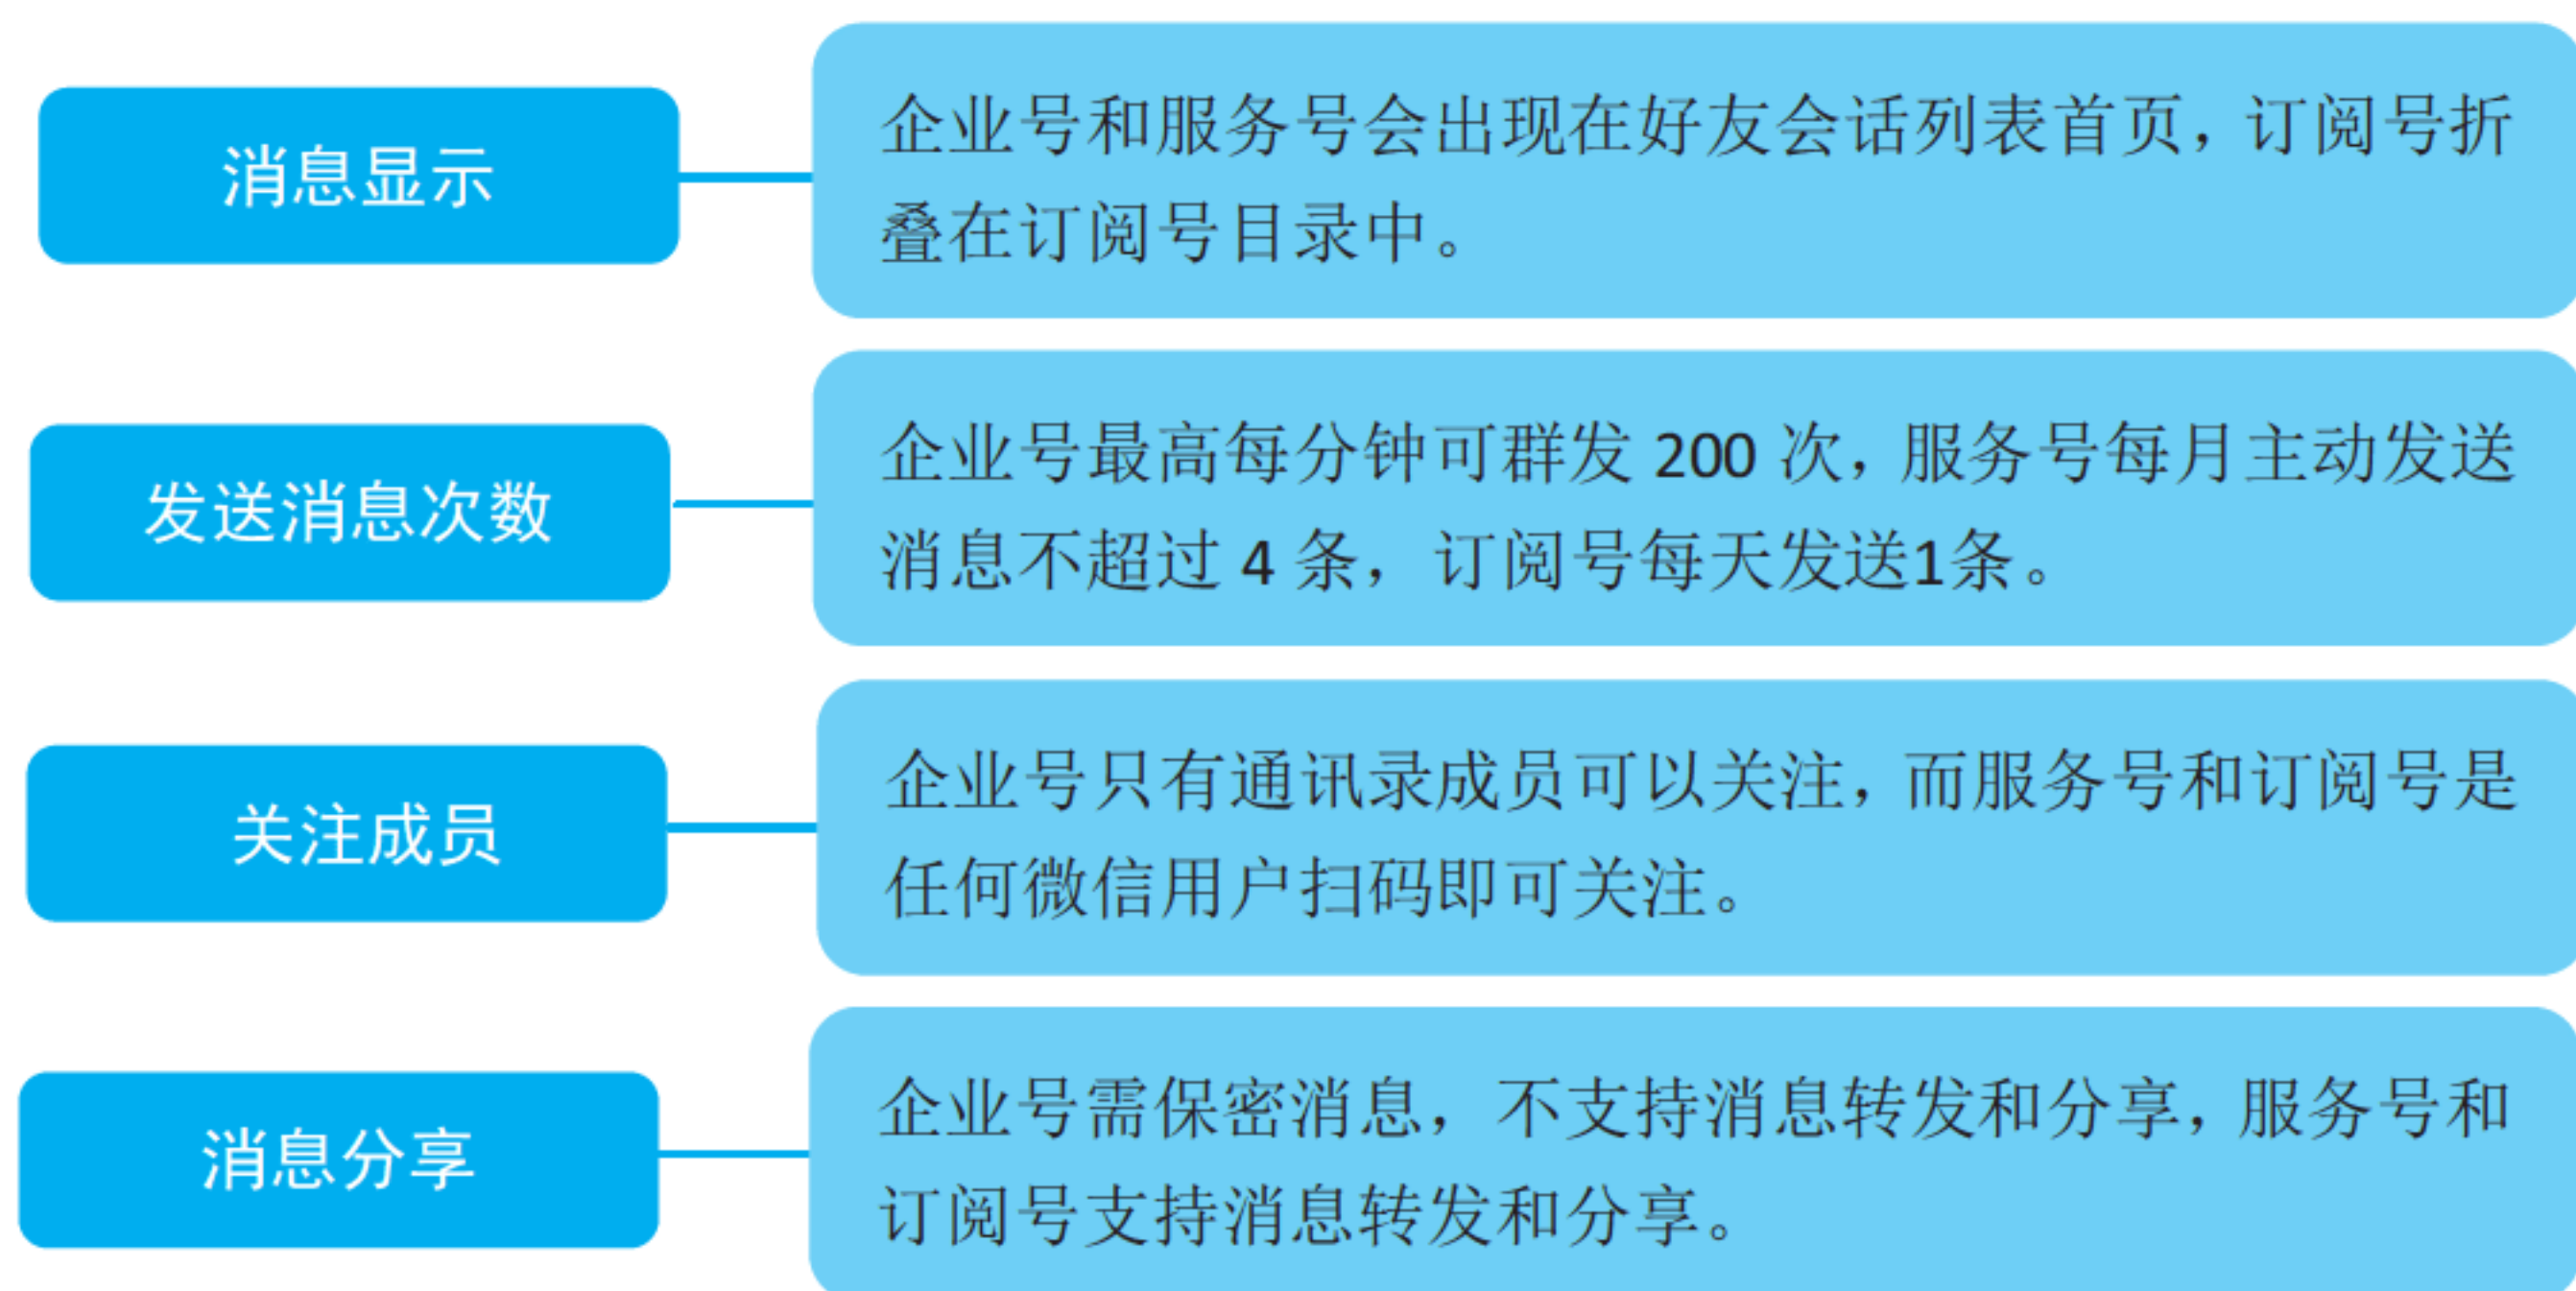 消息显示
企业号和服务号会出现在好友会话列表首页，订阅号折
叠在订阅号目录中。
发送消息次数
企业号最高每分钟可群发 200 次，服务号每月主动发送
消息不超过 4 条，订阅号每天发送1条。
关注成员
企业号只有通讯录成员可以关注，而服务号和订阅号是
任何微信用户扫码即可关注。
消息分享
企业号需保密消息，不支持消息转发和分享，服务号和
订阅号支持消息转发和分享。